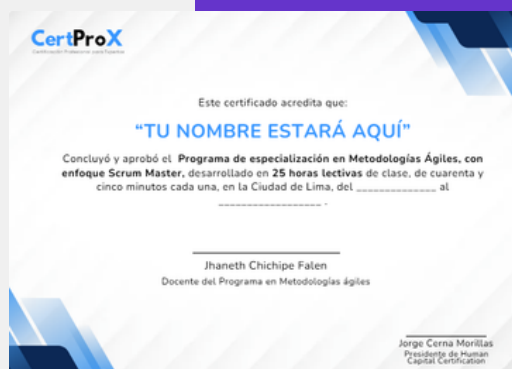 CertProX
Este certificado acredita que:
“TU NOMBRE ESTARÁ AQUÍ”
Concluyó y aprobó el Programa de especialización en Metodologías Ágiles, con
enfoque Scrum Master, desarrollado en 25 horas lectivas de clase, de cuarenta y
cinco minutos cada una, en la Ciudad de Lima, del ______________ al
__________________ .
Jhaneth Chichipe Falen
Docente del Programa en Metodologías ágiles
Jorge Cerna Morillas
Presidente de Human
Capital Certification